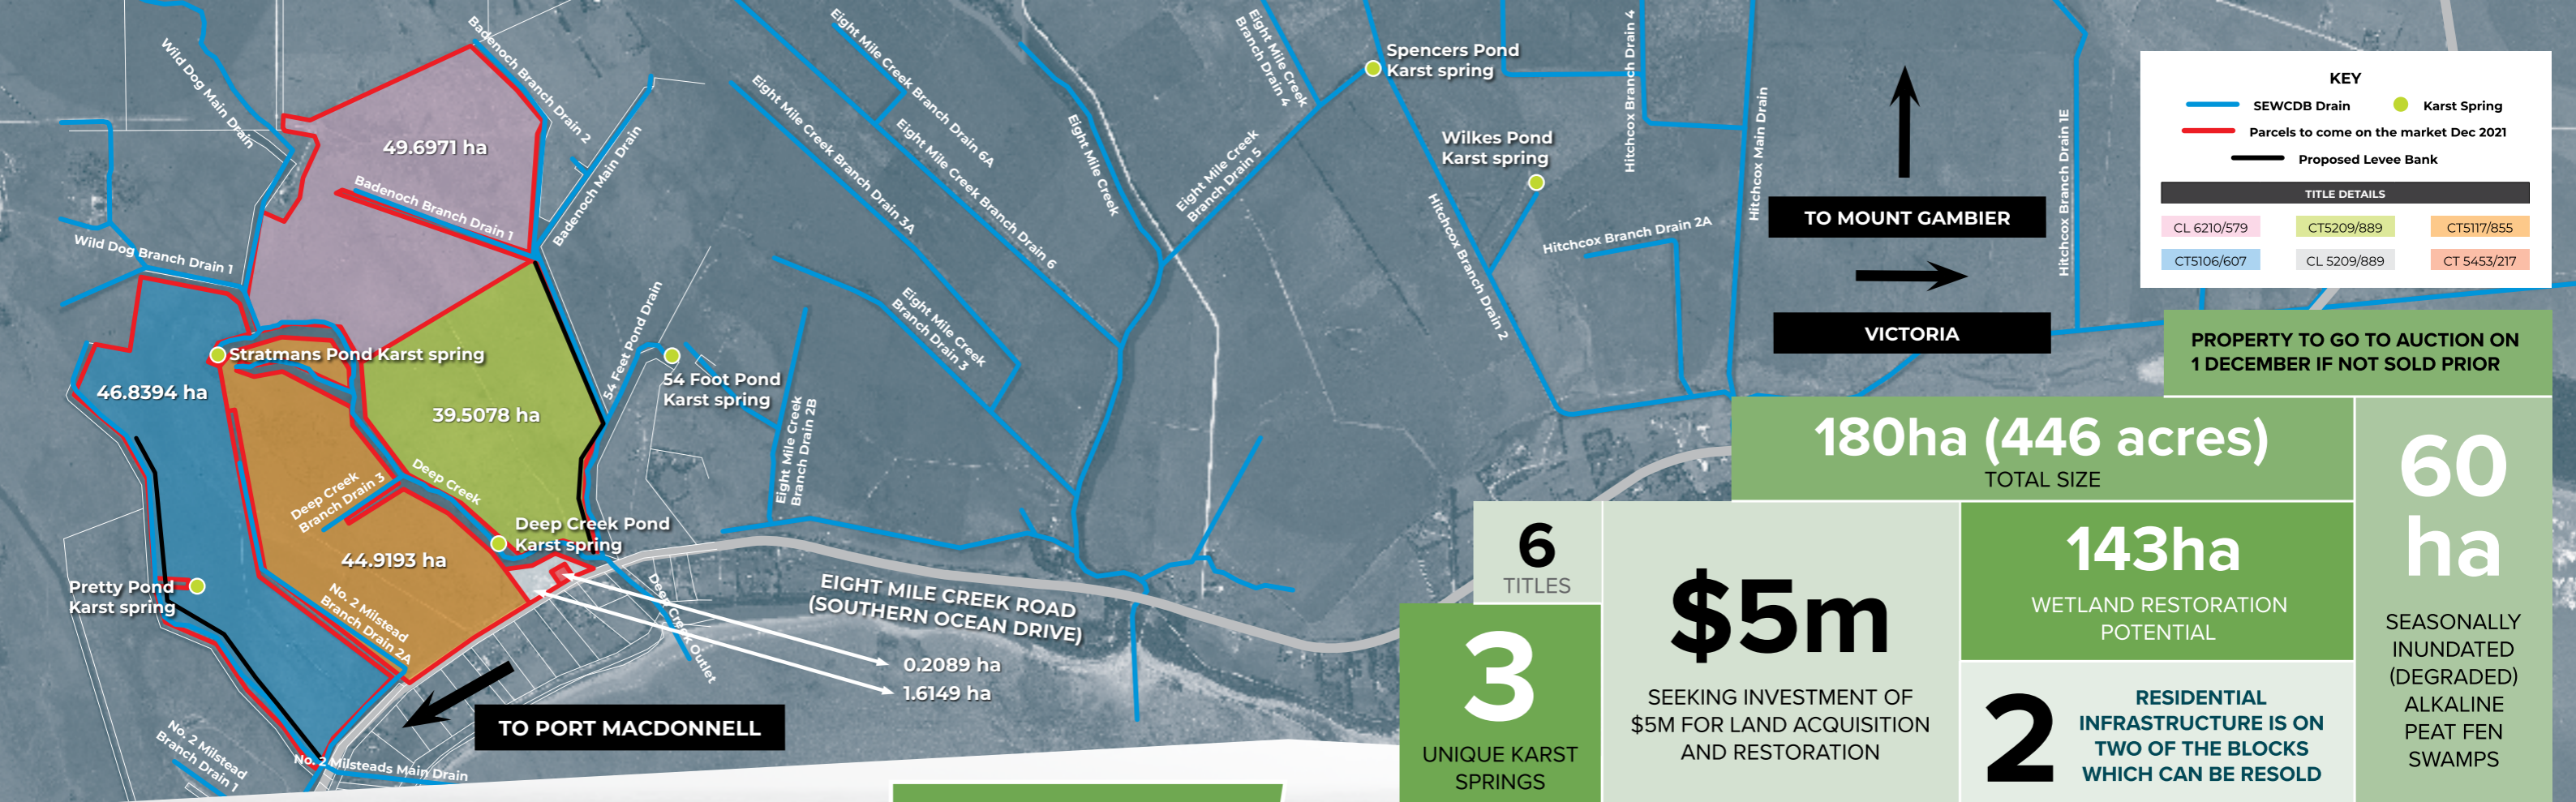 Wild Dog Main Drain
Badenoch Branch Drain 2
49.6971 ha
Badenoch Branch Drain 1
Badenoch Main Drain
Wild Dog Branch Drain 1
Stratmans Pond Karst spring
46.8394 ha
39.5078 ha
54 Feet Pond Drain
54 Foot Pond
Karst spring
Deep Creek
Branch Drain 3
Deep Creek
Deep Creek Pond
Karst spring
44.9193 ha
Pretty Pond
Karst spring
No. 2 Milstead
Branch Drain 2A
No. 2 Milstead
Branch Drain 1
No. 2 Milsteads Main Drain
TO PORT MACDONNELL
Deep Creek Outlet
0.2089 ha
1.6149 ha
EIGHT MILE CREEK ROAD
(SOUTHERN OCEAN DRIVE)
Eight Mile Creek Branch Drain 6A
Eight Mile Creek Branch Drain 3A
Eight Mile Creek Branch Drain 6
Eight Mile Creek
Branch Drain 3
Eight Mile Creek
Branch Drain 2B
Eight Mile Creek
Eight Mile Creek
Branch Drain 4
Eight Mile Creek
Branch Drain 5
Spencers Pond
Karst spring
Wilkes Pond
Karst spring
Hitchcox Branch Drain 4
Hitchcox Main Drain
Hitchcox Branch Drain 2
Hitchcox Branch Drain 2A
Hitchcox Branch Drain 1E
TO MOUNT GAMBIER
VICTORIA
KEY
SEWCDB Drain
Karst Spring
Parcels to come on the market Dec 2021
Proposed Levee Bank
TITLE DETAILS
CL 6210/579
CT5209/889
CT5117/855
CT5106/607
CL 5209/889
CT 5453/217
PROPERTY TO GO TO AUCTION ON
1 DECEMBER IF NOT SOLD PRIOR
180ha (446 acres)
TOTAL SIZE
6
TITLES
3
UNIQUE KARST
SPRINGS
$5m
SEEKING INVESTMENT OF
$5M FOR LAND ACQUISITION
AND RESTORATION
143ha
WETLAND RESTORATION
POTENTIAL
2
RESIDENTIAL
INFRASTRUCTURE IS ON
TWO OF THE BLOCKS
WHICH CAN BE RESOLD
60
ha
SEASONALLY
INUNDATED
(DEGRADED)
ALKALINE
PEAT FEN
SWAMPS